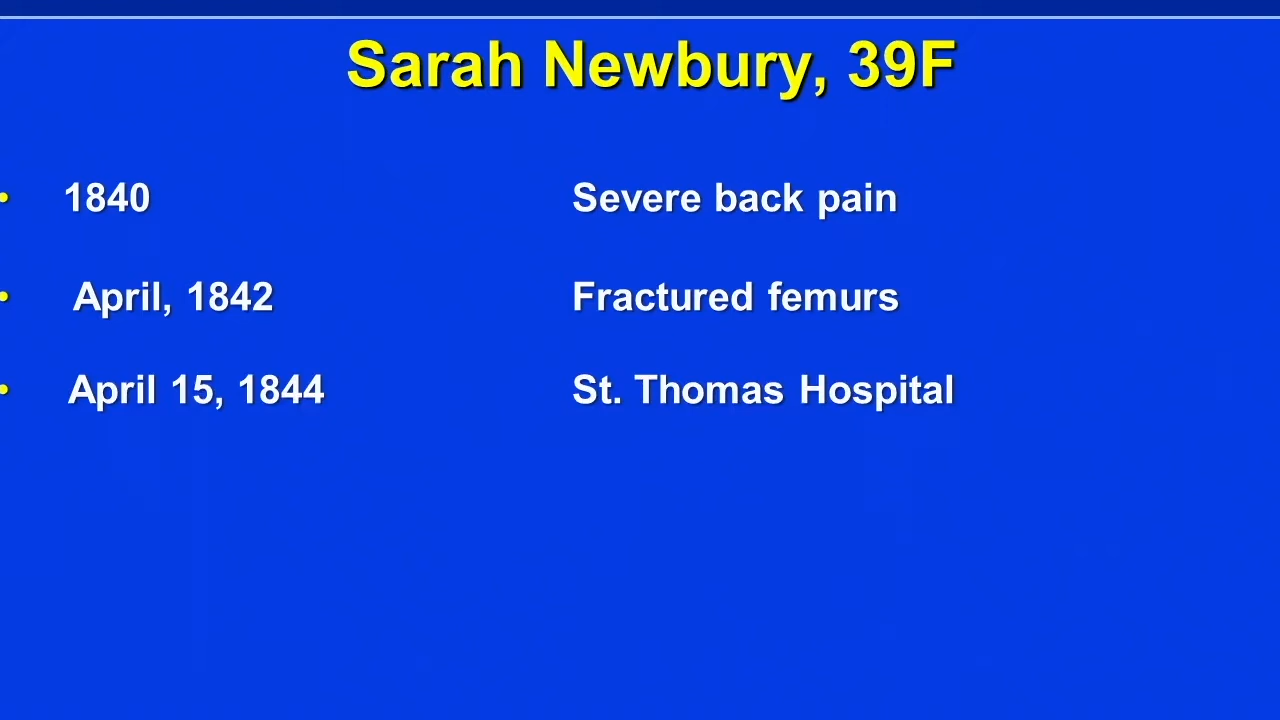 Sarah Newbury, 39F
• 1840 Severe back pain
• April, 1842 Fractured femurs
• April 15, 1844 St. Thomas Hospital